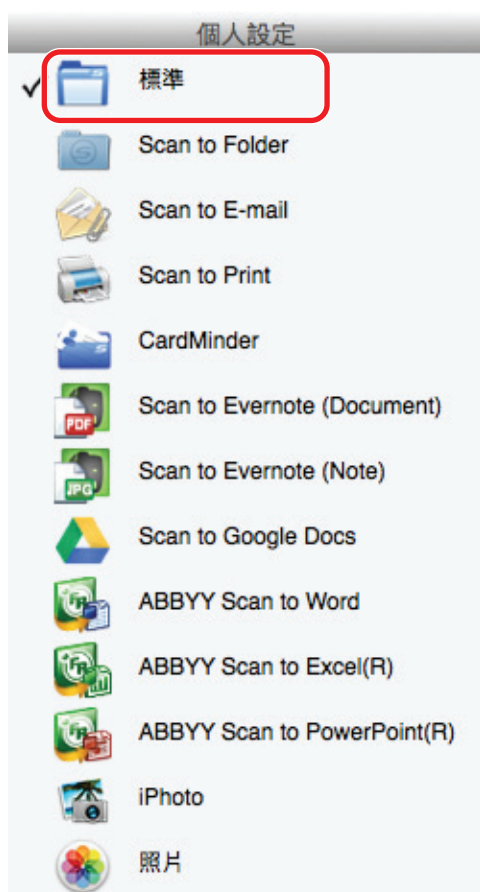 個人設定
標準
Scan to Folder
Scan to E-mail
Scan to Print
CardMinder
Scan to Evernote (Document)
Scan to Evernote (Note)
Scan to Google Docs
ABBYY Scan to Word
ABBYY Scan to Excel(R)
ABBYY Scan to PowerPoint(R)
iPhoto
照片